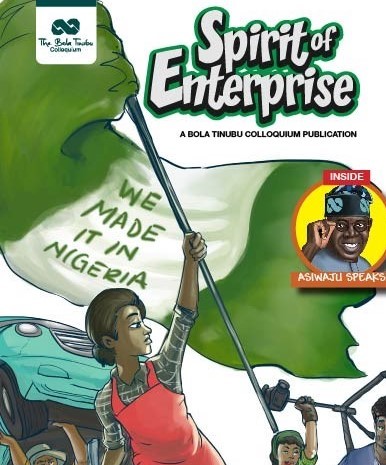 The Bola Tinubu
Colloquium
Spirit of
Enterprise
A BOLA TINUBU COLLOQUIUM PUBLICATION
WE
MADE
IT IN
NIGERIA
INSIDE
ASIWAJU SPEAKS